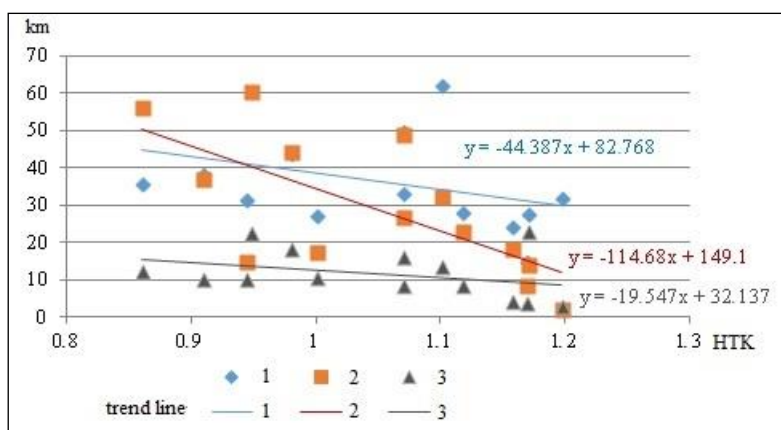 km
70
60
50
y = -44.387x + 82.768
40
30
20
y = -114.68x + 149.1
10
y = -19.547x + 32.137
0
0.8 0.9 1 1.1 1.2 1.3 HTK
1 2 3
trend line 1 2 3